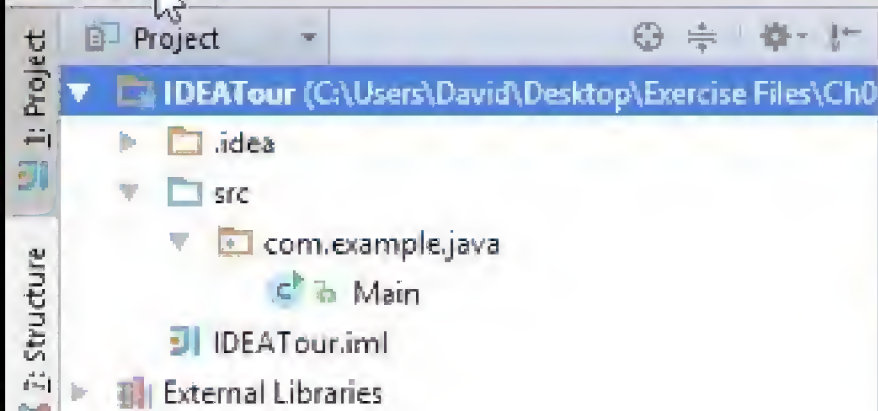 Project
1: Project
IDEATour (C:\Users\David\Desktop\Exercise Files\Ch0
.idea
src
com.example.java
Main
IDEATour.iml
External Libraries
Structure